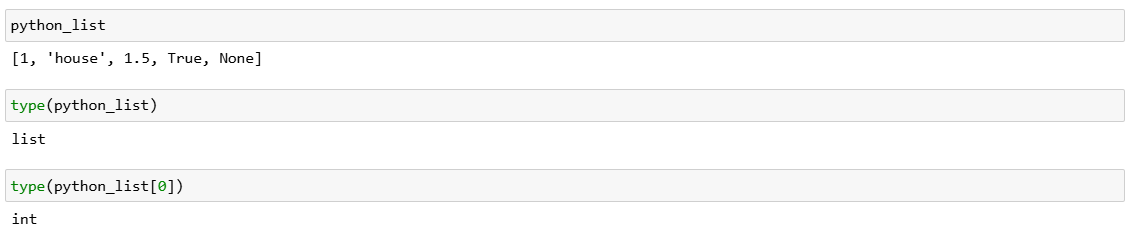 python_list
[1, 'house', 1.5, True, None]
type(python_list)
list
type(python_list[0])
int